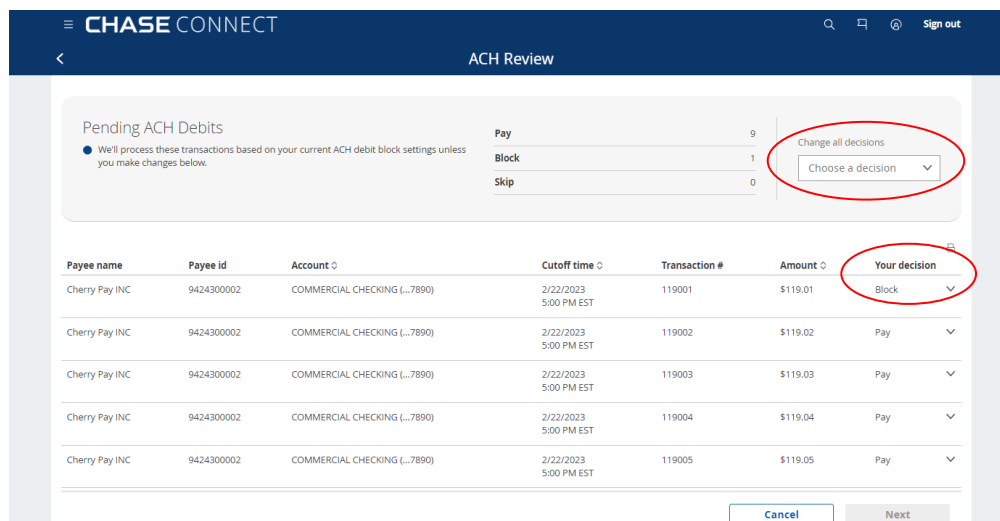 CHASE CONNECT Sign out
ACH Review
Pending ACH Debits
We'll process these transactions based on your current ACH debit block settings unless
you make changes below.
Pay 9
Block 1
Skip 0
Change all decisions
Choose a decision
Payee name Payee id Account Cutoff time Transaction # Amount Your decision
Cherry Pay INC 9424300002 COMMERCIAL CHECKING (...7890) 2/22/2023 119001 $119.01 Block
5:00 PM EST
Cherry Pay INC 9424300002 COMMERCIAL CHECKING (...7890) 2/22/2023 119002 $119.02 Pay
5:00 PM EST
Cherry Pay INC 9424300002 COMMERCIAL CHECKING (...7890) 2/22/2023 119003 $119.03 Pay
5:00 PM EST
Cherry Pay INC 9424300002 COMMERCIAL CHECKING (...7890) 2/22/2023 119004 $119.04 Pay
5:00 PM EST
Cherry Pay INC 9424300002 COMMERCIAL CHECKING (...7890) 2/22/2023 119005 $119.05 Pay
5:00 PM EST
Cancel Next